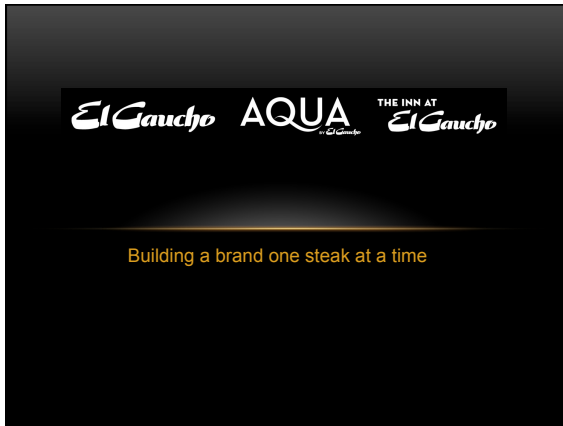 El Gaucho
AQUA
BY El Gaucho
THE INN AT
El Gaucho
Building a brand one steak at a time